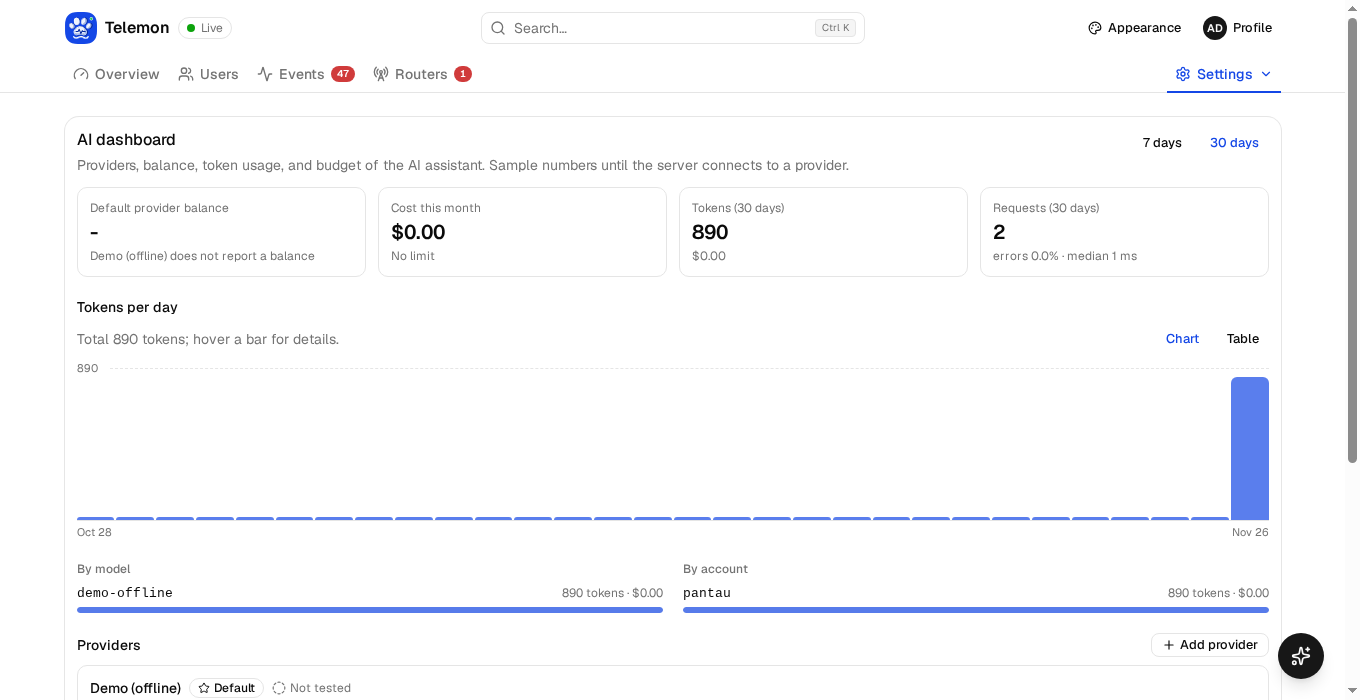 Telemon
Live
Search...
Ctrl K
Appearance
AD
Profile
Overview
Users
Events 47
Routers 1
Settings
AI dashboard
7 days
30 days
Providers, balance, token usage, and budget of the AI assistant. Sample numbers until the server connects to a provider.
Default provider balance
-
Demo (offline) does not report a balance
Cost this month
$0.00
No limit
Tokens (30 days)
890
$0.00
Requests (30 days)
2
errors 0.0% · median 1 ms
Tokens per day
Total 890 tokens; hover a bar for details.
Chart
Table
890
Oct 28
Nov 26
By model
demo-offline
890 tokens · $0.00
By account
pantau
890 tokens · $0.00
Providers
Add provider
Demo (offline)
Default
Not tested